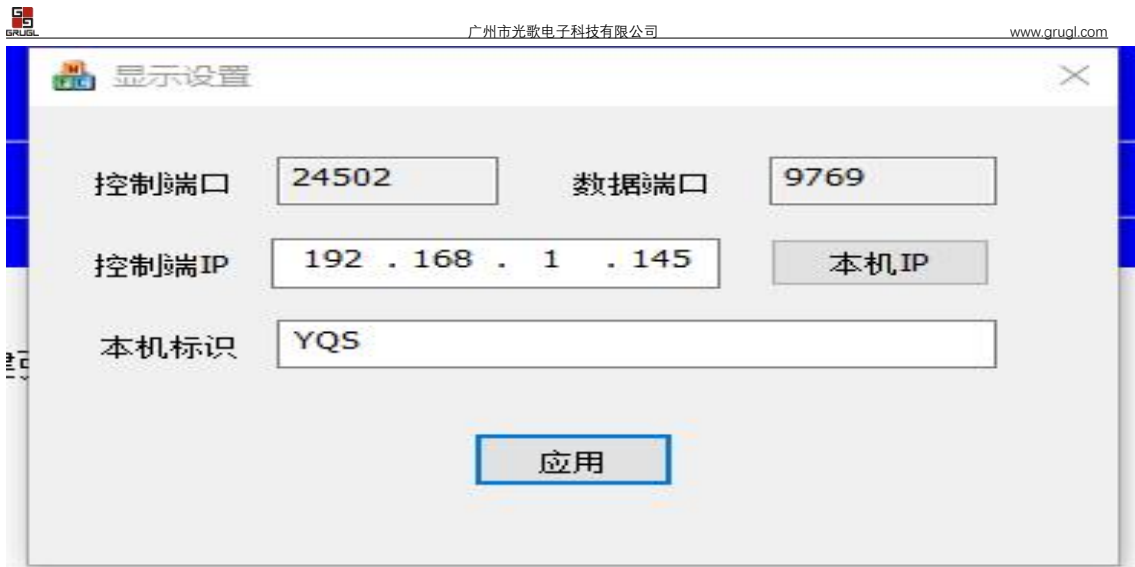 GRUGL
广州市光歌电子科技有限公司 www.grugl.com
显示设置
控制端口 24502 数据端口 9769
控制端IP 192 . 168 . 1 . 145 本机IP
本机标识 YQS
应用